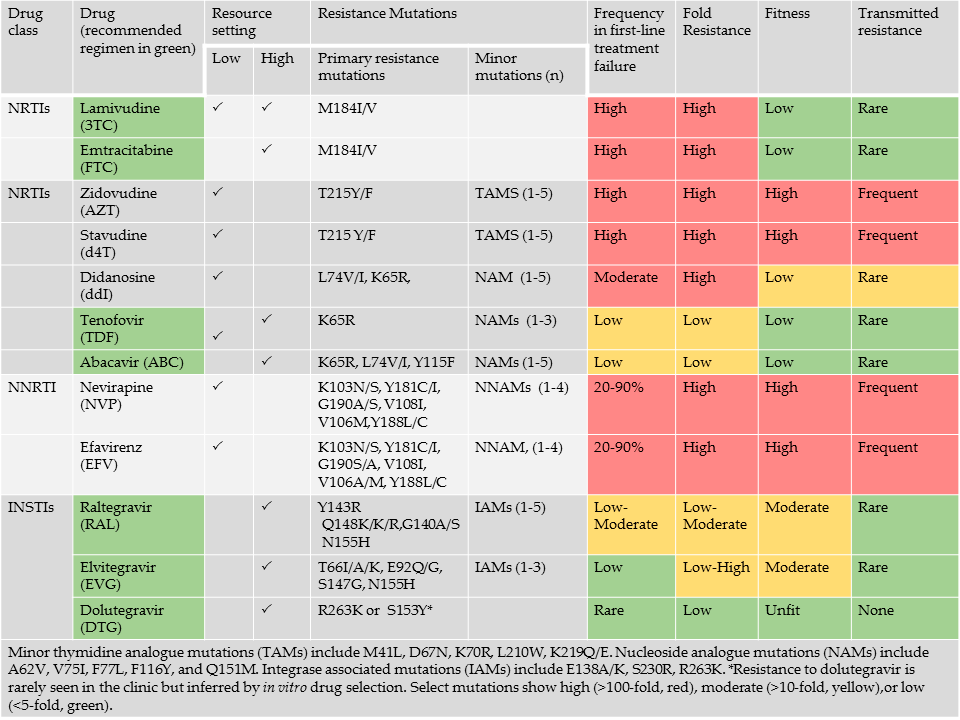 Drug class
Drug (recommended regimen in green)
Resource setting
Resistance Mutations
Frequency in first-line treatment failure
Fold Resistance
Fitness
Transmitted resistance
Low
High
Primary resistance mutations
Minor mutations (n)
NRTIs
Lamivudine (3TC)
✓
✓
M184I/V
High
High
Low
Rare
Emtracitabine (FTC)
✓
M184I/V
High
High
Low
Rare
NRTIs
Zidovudine (AZT)
✓
T215Y/F
TAMS (1-5)
High
High
High
Frequent
Stavudine (d4T)
✓
T215 Y/F
TAMS (1-5)
High
High
High
Frequent
Didanosine (ddI)
✓
L74V/I, K65R,
NAM (1-5)
Moderate
High
Low
Rare
Tenofovir (TDF)
✓
✓
K65R
NAMs (1-3)
Low
Low
Low
Rare
Abacavir (ABC)
✓
K65R, L74V/I, Y115F
NAMs (1-5)
Low
Low
Low
Rare
NNRTI
Nevirapine (NVP)
✓
K103N/S, Y181C/I,
G190A/S, V108I,
V106M,Y188L/C
NNAMs (1-4)
20-90%
High
High
Frequent
Efavirenz (EFV)
✓
K103N/S, Y181C/I,
G190S/A, V108I,
V106A/M, Y188L/C
NNAM, (1-4)
20-90%
High
High
Frequent
INSTIs
Raltegravir (RAL)
✓
Y143R
Q148K/K/R,G140A/S
N155H
IAMs (1-5)
Low-Moderate
Low-Moderate
Moderate
Rare
Elvitegravir (EVG)
✓
T66I/A/K, E92Q/G,
S147G, N155H
IAMs (1-3)
Low
Low-High
Moderate
Rare
Dolutegravir (DTG)
✓
R263K or S153Y*
Rare
Low
Unfit
None
Minor thymidine analogue mutations (TAMs) include M41L, D67N, K70R, L210W, K219Q/E. Nucleoside analogue mutations (NAMs) include
A62V, V75I, F77L, F116Y, and Q151M. Integrase associated mutations (IAMs) include E138A/K, S230R, R263K. *Resistance to dolutegravir is
rarely seen in the clinic but inferred by in vitro drug selection. Select mutations show high (>100-fold, red), moderate (>10-fold, yellow),or low
(<5-fold, green).